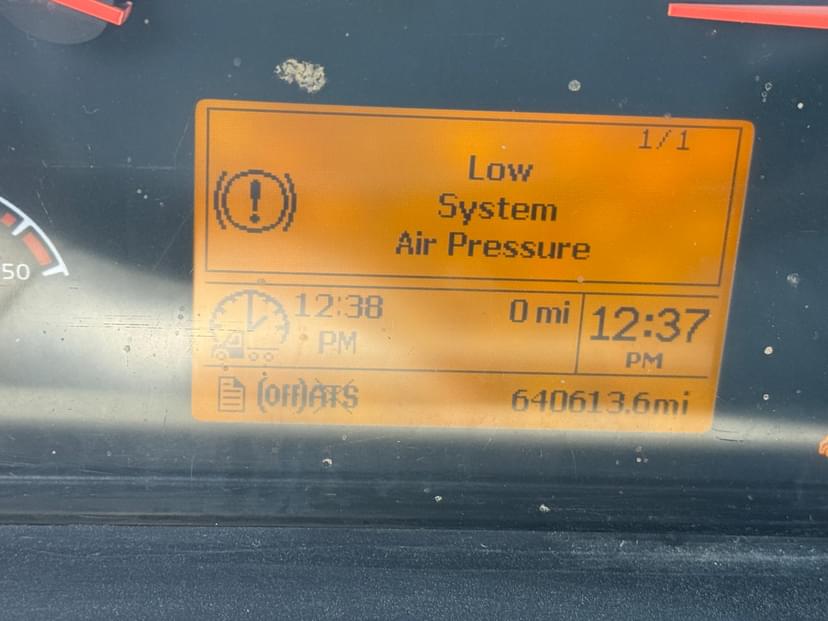 1/1
Low
System
Air Pressure
50
12:38
PM
0 mi
12:37
PM
(off)ATS
640613.6mi